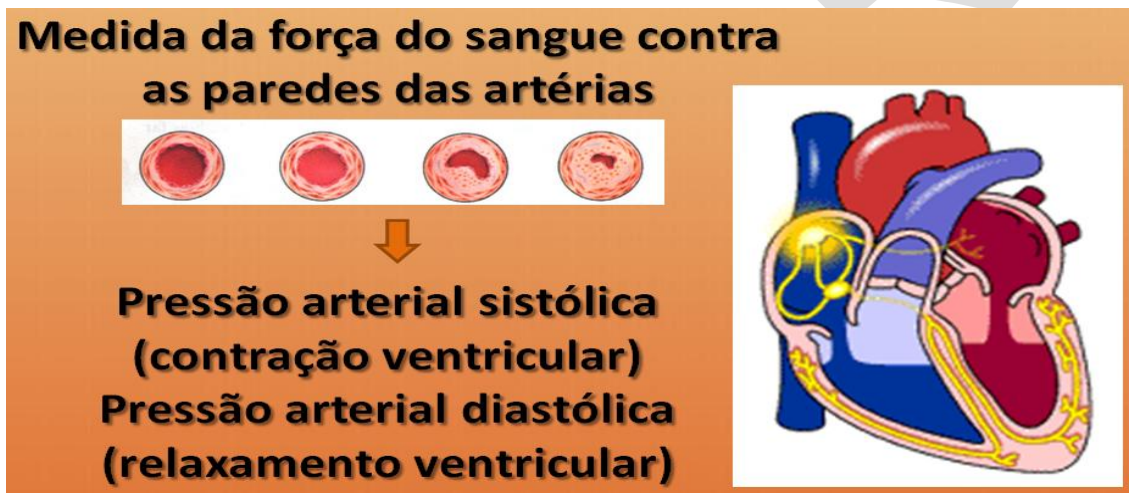 Medida da força do sangue contra
as paredes das artérias
Pressão arterial sistólica
(contração ventricular)
Pressão arterial diastólica
(relaxamento ventricular)